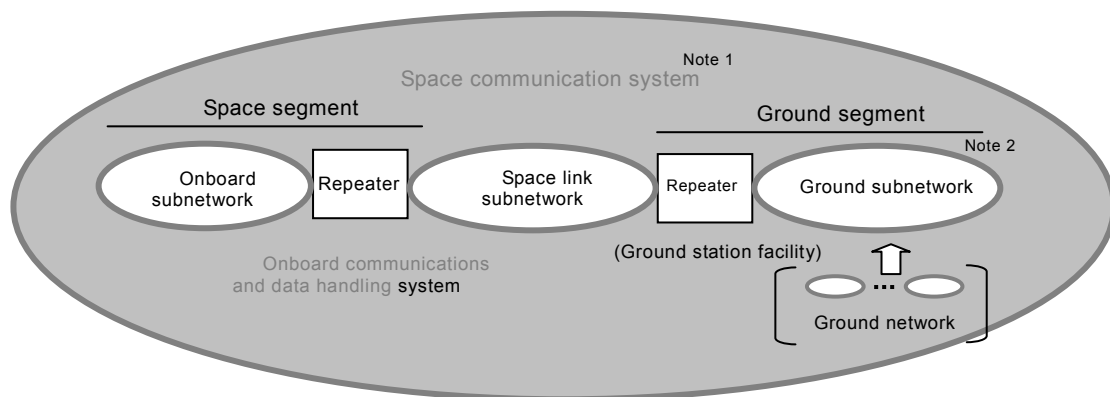 Note 1
Space communication system
Space segment
Ground segment
Note 2
Onboard
subnetwork
Repeater
Space link
subnetwork
Repeater
Ground subnetwork
(Ground station facility)
Onboard communications
and data handling system
...
Ground network